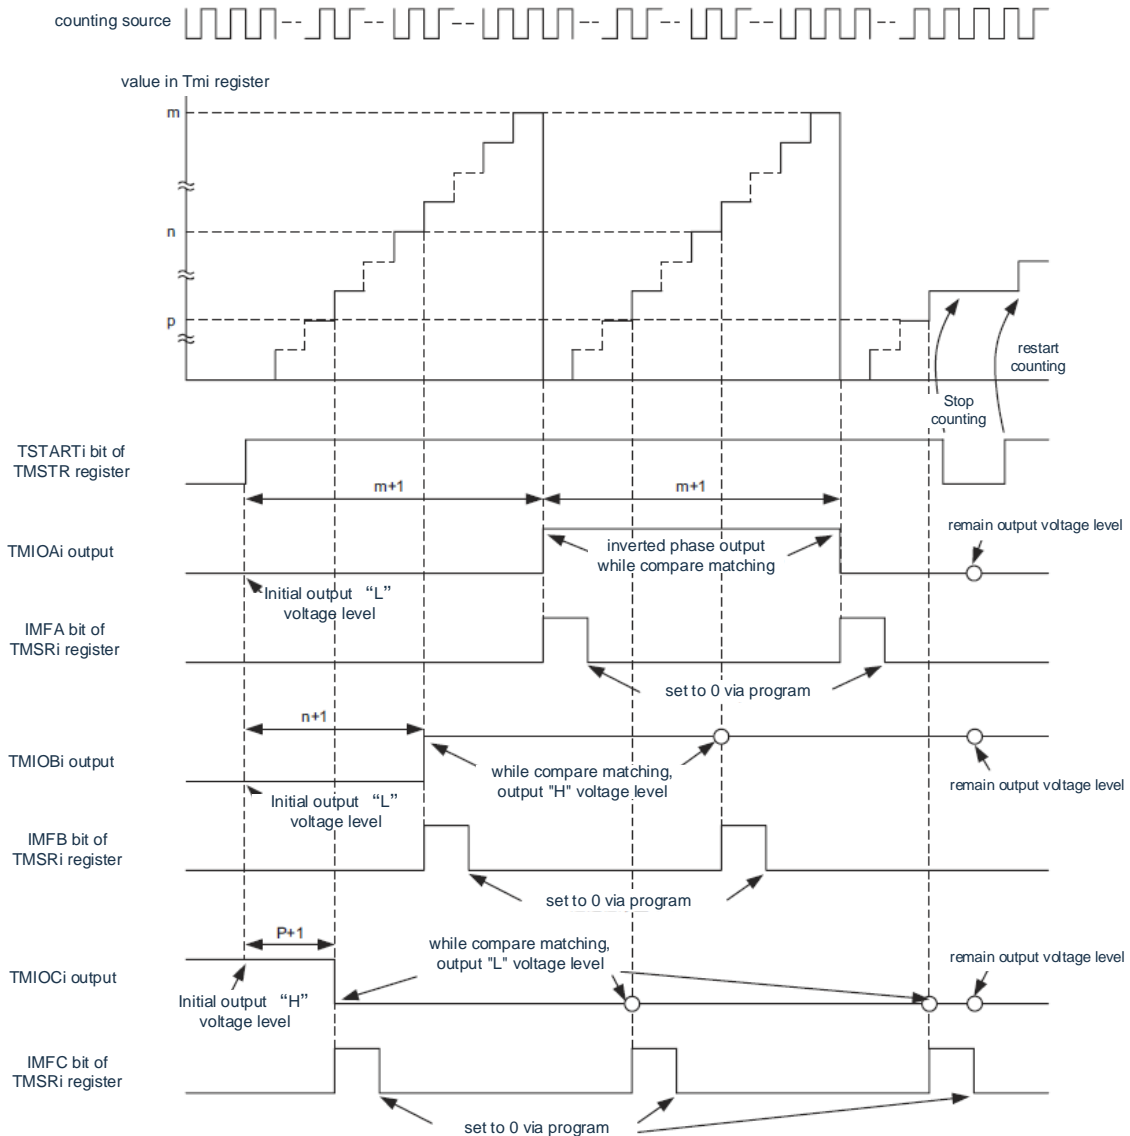 counting source
value in Tmi register
m
n
p
restart
counting
Stop
counting
TSTARTi bit of
TMSTR register
m+1
m+1
remain output voltage level
TMIOAi output
inverted phase output
while compare matching
Initial output “L”
voltage level
IMFA bit of
TMSRi register
set to 0 via program
n+1
TMIOBi output
while compare matching,
output "H" voltage level
remain output voltage level
Initial output “L”
voltage level
IMFB bit of
TMSRi register
set to 0 via program
P+1
while compare matching,
output "L" voltage level
remain output voltage level
TMIOCi output
Initial output “H”
voltage level
IMFC bit of
TMSRi register
set to 0 via program